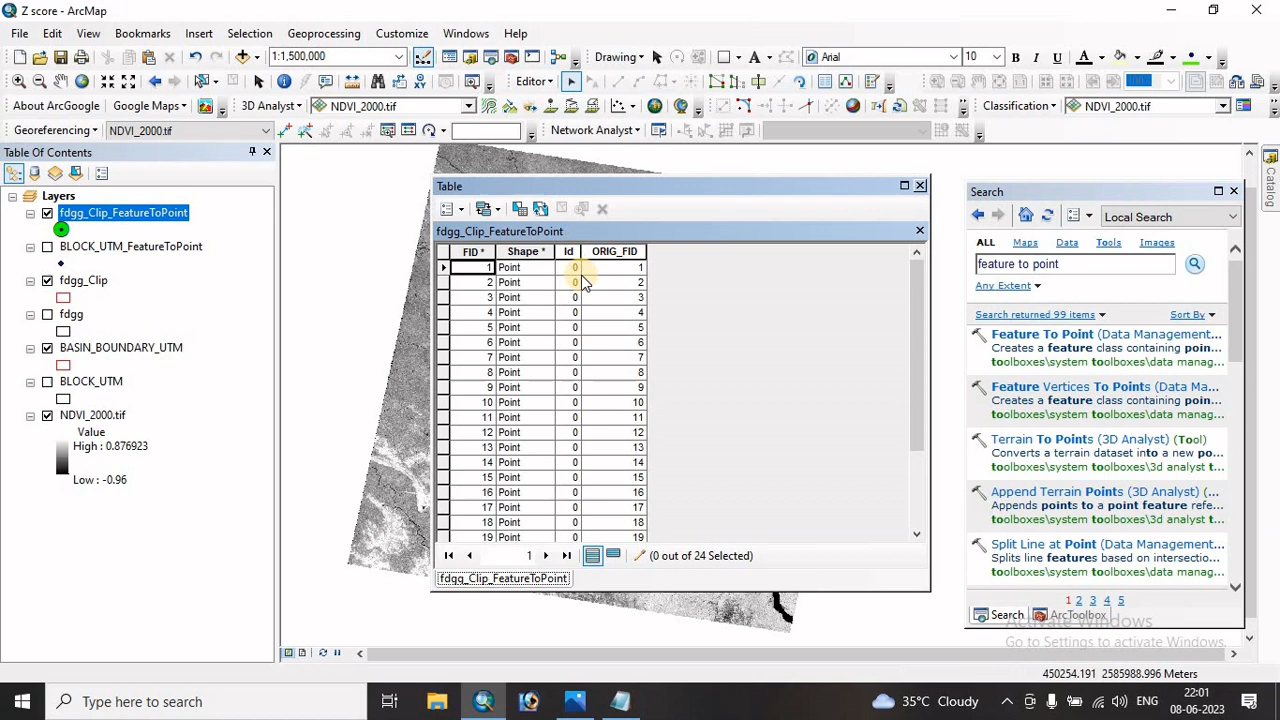 Z score - ArcMap
File Edit View Bookmarks Insert Selection Geoprocessing Customize Windows Help
1:1,500,000 Drawing Arial 10 B I U A
Editor
About ArcGoogle Google Maps 3D Analyst NDVI_2000.tif Classification NDVI_2000.tif
Georeferencing NDVI_2000.tif Network Analyst
Table Of Contents
Layers
fdgg_Clip_FeatureToPoint
BLOCK_UTM_FeatureToPoint
fdgg_Clip
fdgg
BASIN_BOUNDARY_UTM
BLOCK_UTM
NDVI_2000.tif
Value
High : 0.876923
Low : -0.96
Table
fdgg_Clip_FeatureToPoint
FID * Shape * Id ORIG_FID
1 Point 0 1
2 Point 0 2
3 Point 0 3
4 Point 0 4
5 Point 0 5
6 Point 0 6
7 Point 0 7
8 Point 0 8
9 Point 0 9
10 Point 0 10
11 Point 0 11
12 Point 0 12
13 Point 0 13
14 Point 0 14
15 Point 0 15
16 Point 0 16
17 Point 0 17
18 Point 0 18
19 Point 0 19
1 (0 out of 24 Selected)
fdgg_Clip_FeatureToPoint
Search
Local Search
ALL Maps Data Tools Images
feature to point
Any Extent
Search returned 99 items Sort By
Feature To Point (Data Management...
Creates a feature class containing poin...
toolboxes\system toolboxes\data manag...
Feature Vertices To Points (Data Ma...
Creates a feature class containing poin...
toolboxes\system toolboxes\data manag...
Terrain To Points (3D Analyst) (Tool)
Converts a terrain dataset into a new po...
toolboxes\system toolboxes\3d analyst t...
Append Terrain Points (3D Analyst) (...
Appends points to a point feature refe...
toolboxes\system toolboxes\3d analyst t...
Split Line at Point (Data Management...
Splits line features based on intersectio...
toolboxes\system toolboxes\data manag...
1 2 3 4 5
Search ArcToolbox
Catalog
Activate Windows
Go to Settings to activate Windows.
450254.191 2585988.996 Meters
Type here to search
35°C Cloudy
ENG
22:01
08-06-2023